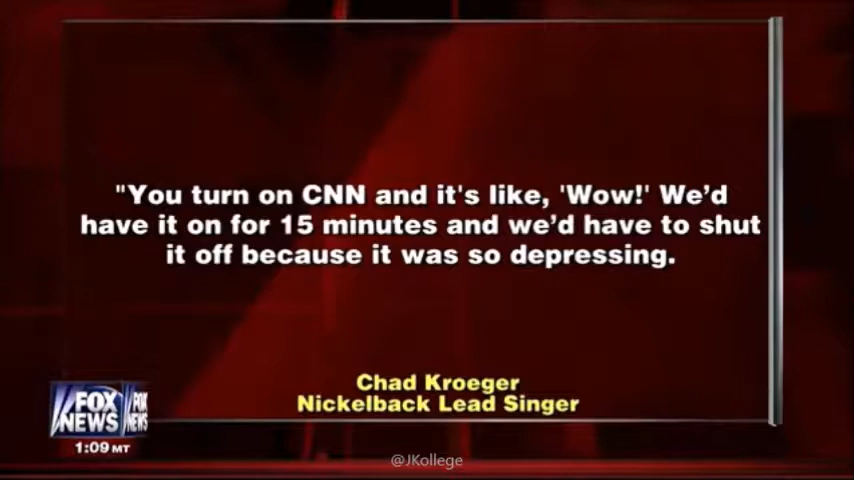 "You turn on CNN and it's like, 'Wow!' We’d
have it on for 15 minutes and we’d have to shut
it off because it was so depressing.
Chad Kroeger
Nickelback Lead Singer
FOX
NEWS
FOX
NEWS
1:09 MT
@JKollege